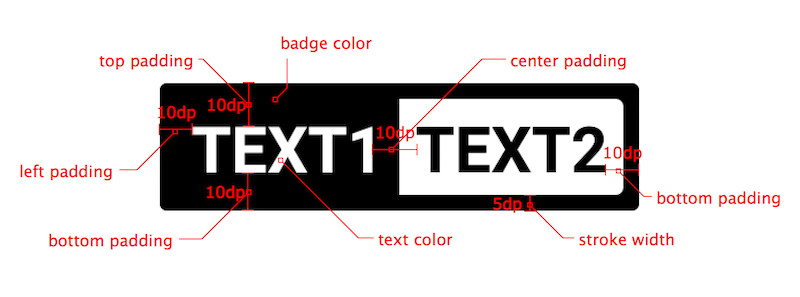 badge color
top padding
center padding
10dp
10dp
10dp
10dp
TEXT1
TEXT2
left padding
10dp
5dp
bottom padding
bottom padding
text color
stroke width